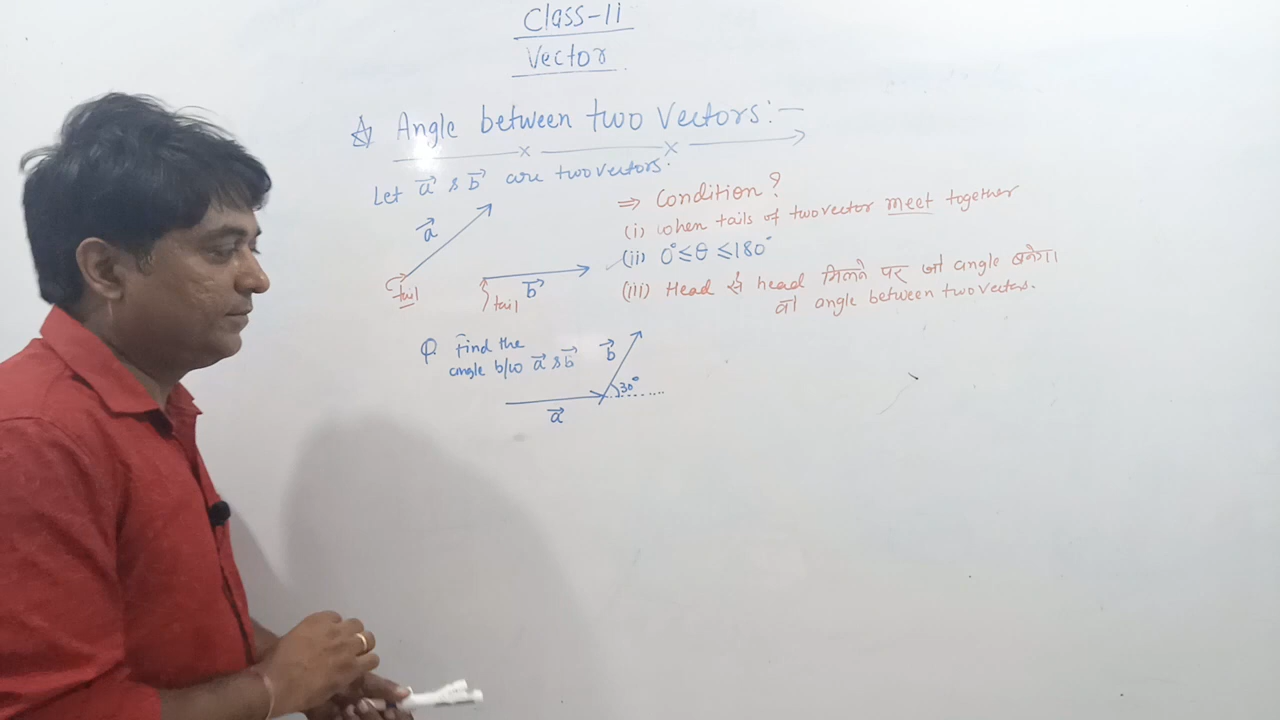 Class-11
Vector
☆ Angle between two vectors:-
Let a⃗ & b⃗ are two vectors.
a⃗
tail
b⃗
tail
⇒ Condition?
(i) when tails of two vector meet together
(ii) 0° ≤ θ ≤ 180°
(iii) Head से head मिलने पर जो angle बनेगा
वो angle between two vectors.
Q. Find the
angle b/w a⃗ & b⃗
b⃗
30°
a⃗